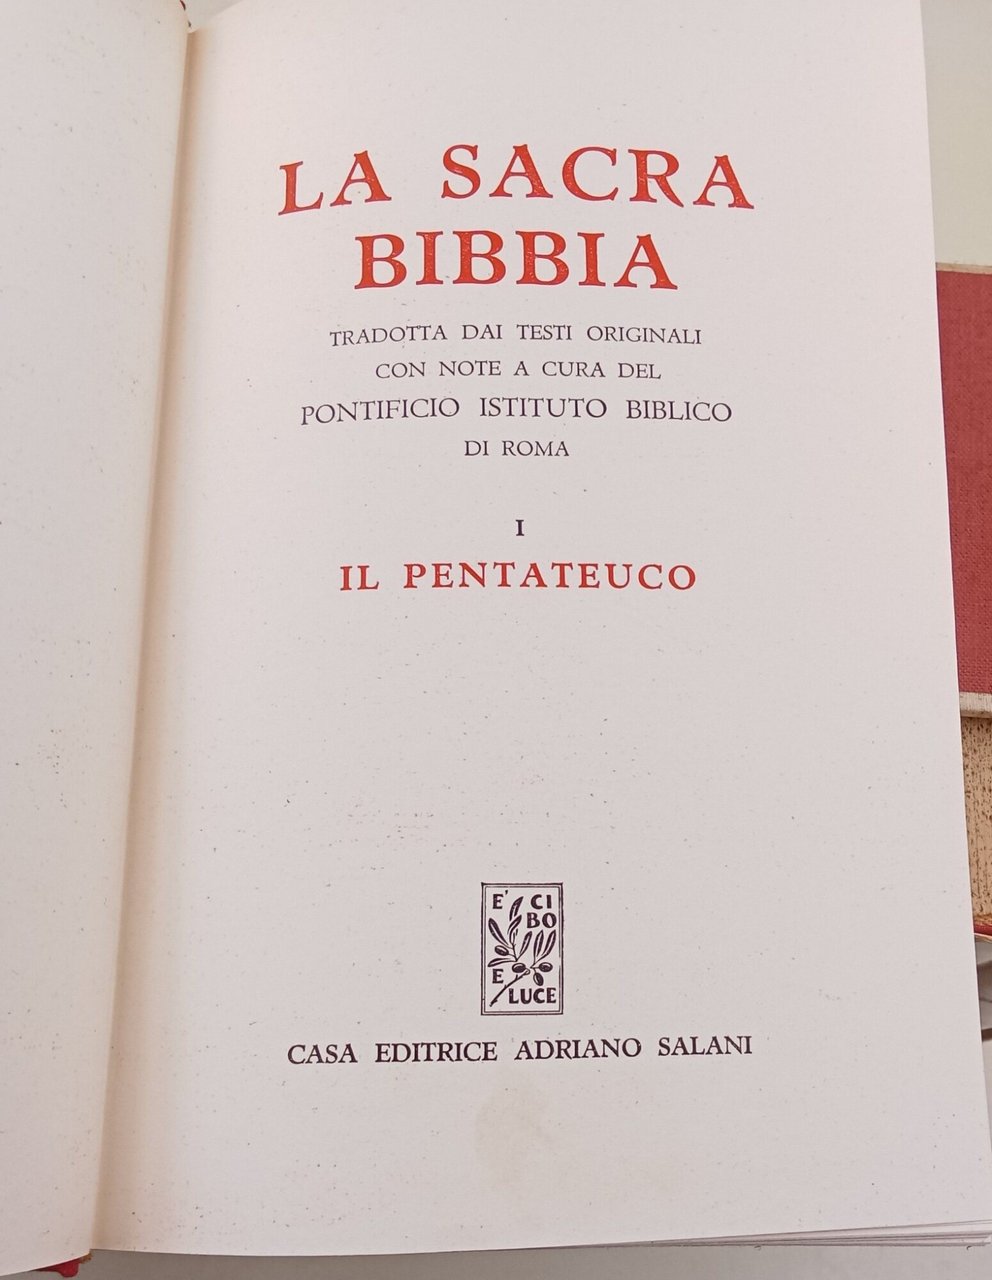 LA SACRA
BIBBIA
TRADOTTA DAI TESTI ORIGINALI
CON NOTE A CURA DEL
PONTIFICIO ISTITUTO BIBLICO
DI ROMA
I
IL PENTATEUCO
E' CI
BO
E
LUCE
CASA EDITRICE ADRIANO SALANI